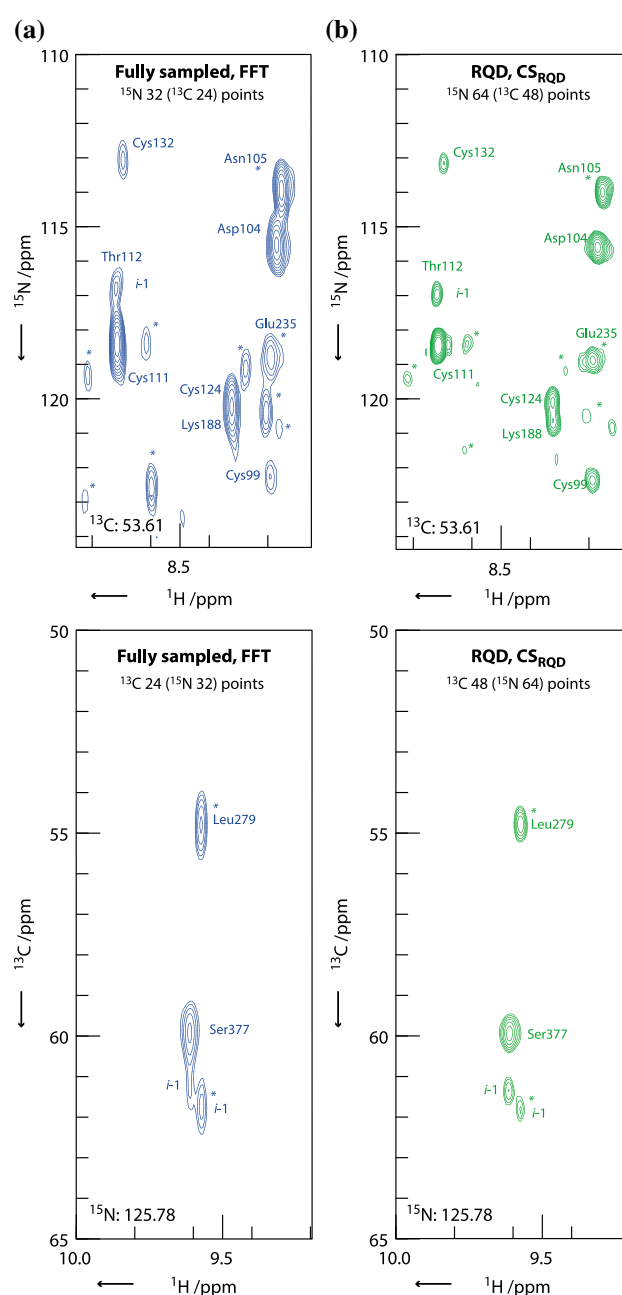 (a)
(b)
Fully sampled, FFT
¹⁵N 32 (¹³C 24) points
110
115
120
¹⁵N /ppm
Cys132
Asn105
*
Asp104
Thr112
i-1
*
Glu235
*
*
*
Cys111
Cys124
*
Lys188
*
*
Cys99
*
¹³C: 53.61
8.5
¹H /ppm
RQD, CS_RQD
¹⁵N 64 (¹³C 48) points
110
115
120
¹⁵N /ppm
Cys132
*
Asn105
Asp104
Thr112
i-1
*
Glu235
*
*
*
Cys111
Cys124
*
Lys188
*
Cys99
¹³C: 53.61
8.5
¹H /ppm
Fully sampled, FFT
¹³C 24 (¹⁵N 32) points
50
55
60
65
¹³C /ppm
*
Leu279
Ser377
i-1
*
i-1
¹⁵N: 125.78
10.0
9.5
¹H /ppm
RQD, CS_RQD
¹³C 48 (¹⁵N 64) points
50
55
60
65
¹³C /ppm
*
Leu279
Ser377
i-1
*
i-1
¹⁵N: 125.78
10.0
9.5
¹H /ppm